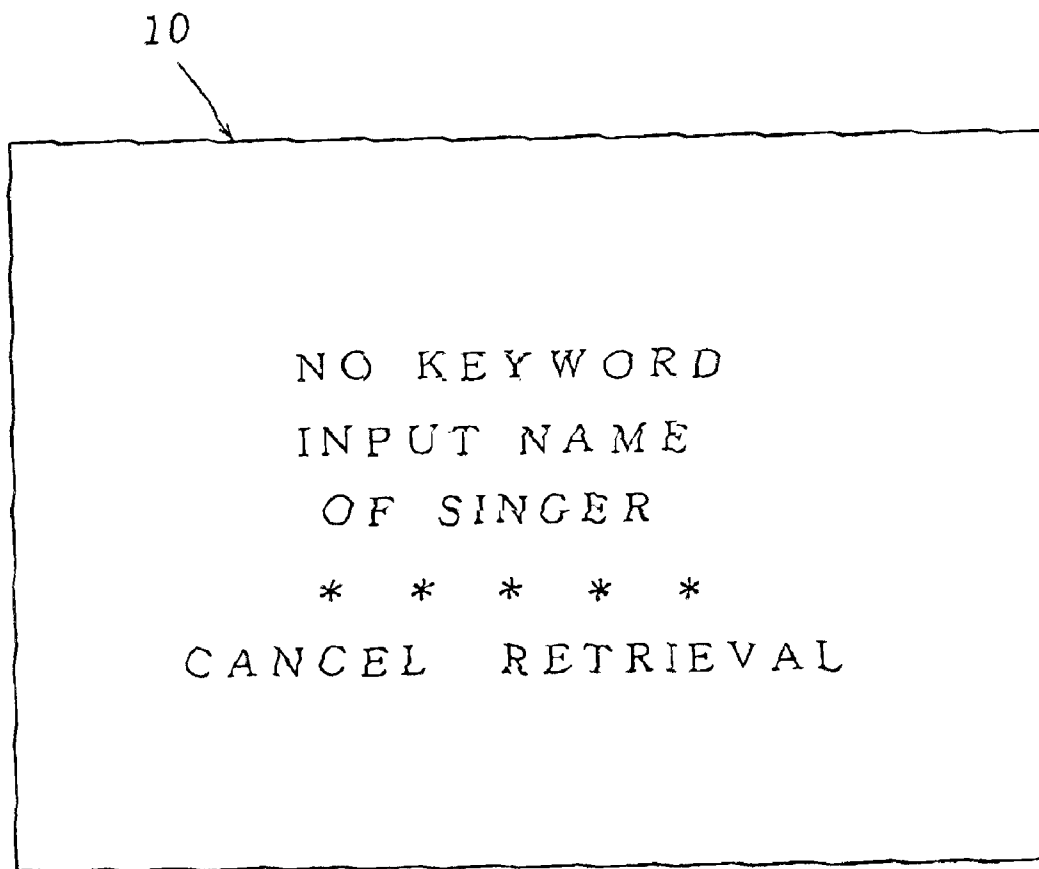 10
NO KEYWORD
INPUT NAME
OF SINGER
* * * * *
CANCEL RETRIEVAL